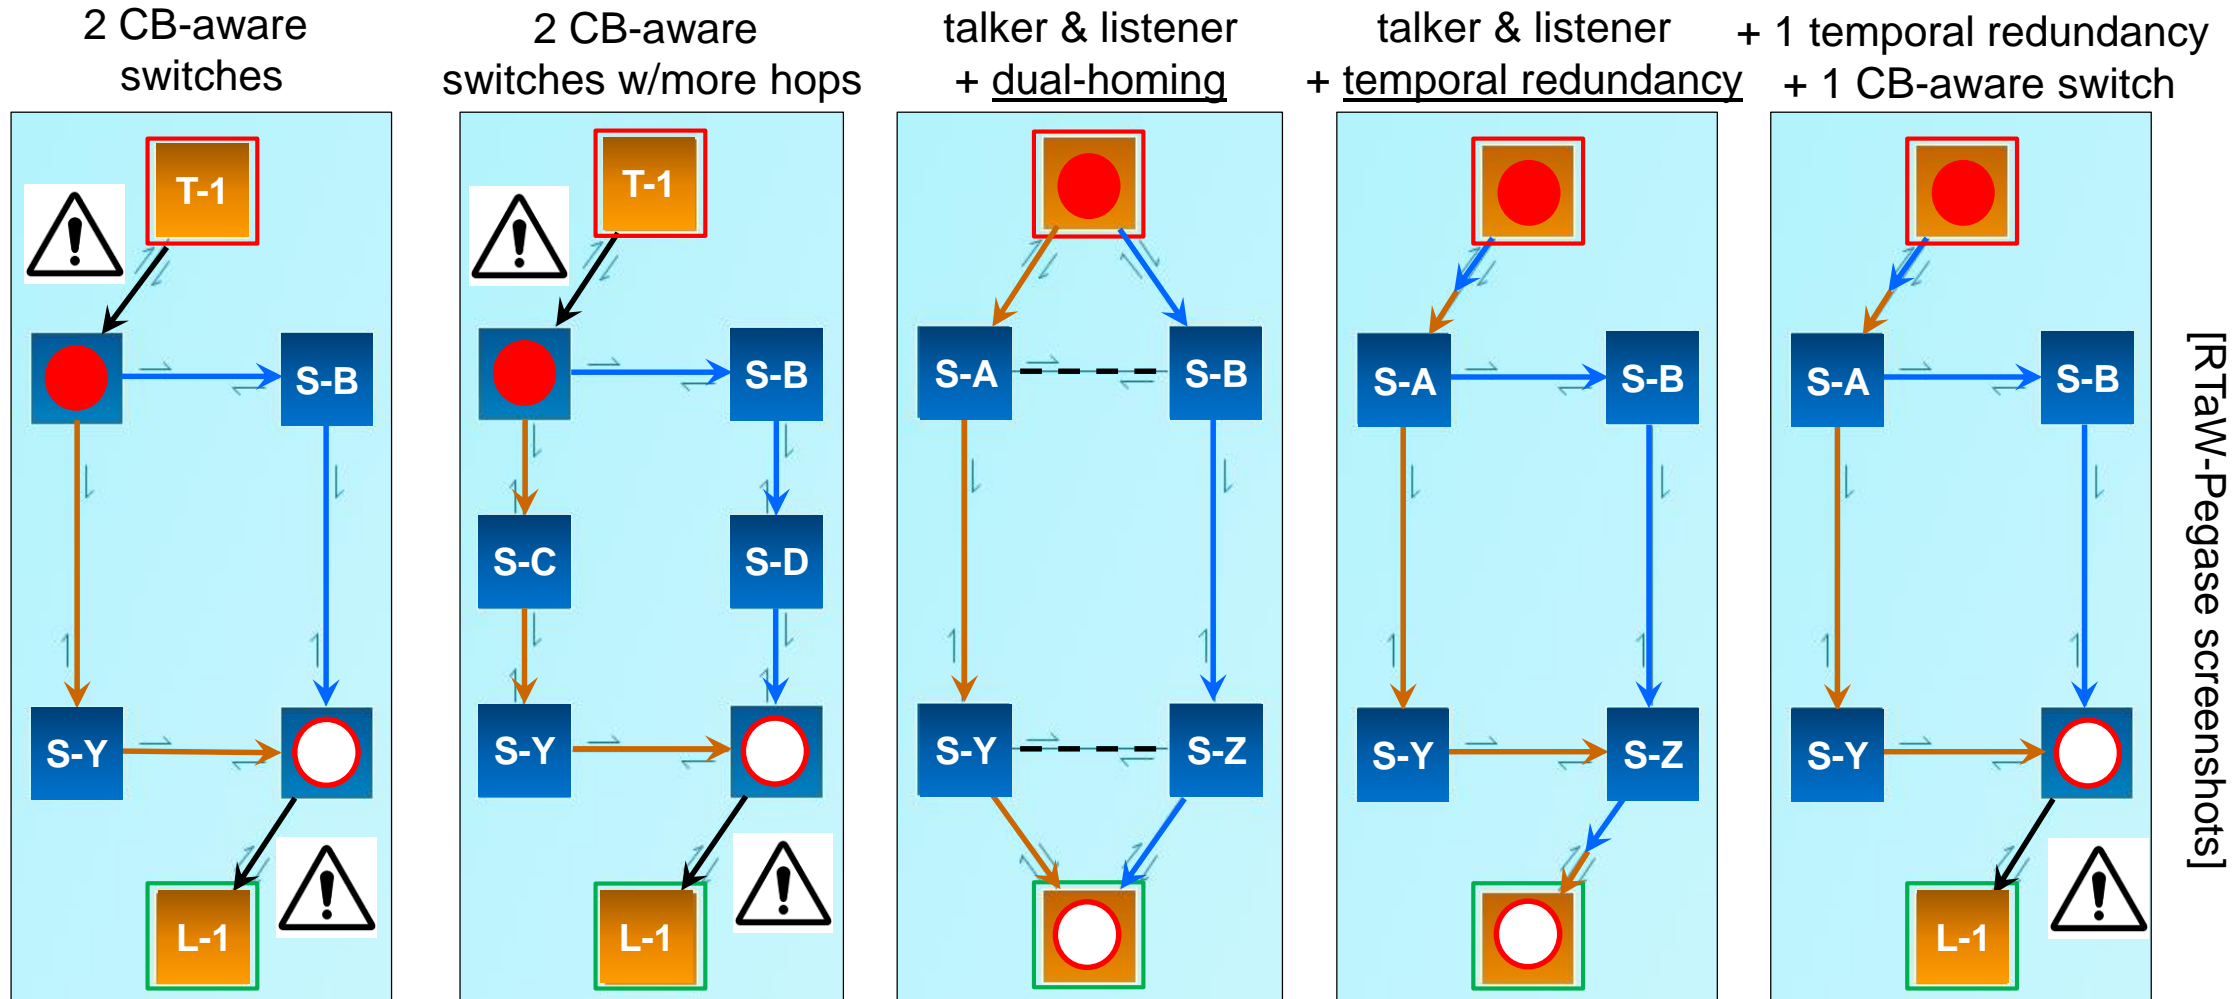 2 CB-aware
switches
2 CB-aware
switches w/more hops
talker & listener
+ dual-homing
talker & listener
+ temporal redundancy
+ 1 temporal redundancy
+ 1 CB-aware switch
T-1
S-B
S-Y
L-1
T-1
S-B
S-C
S-D
S-Y
L-1
S-A
S-B
S-Y
S-Z
S-A
S-B
S-Y
S-Z
S-A
S-B
S-Y
L-1
[RTaW-Pegase screenshots]